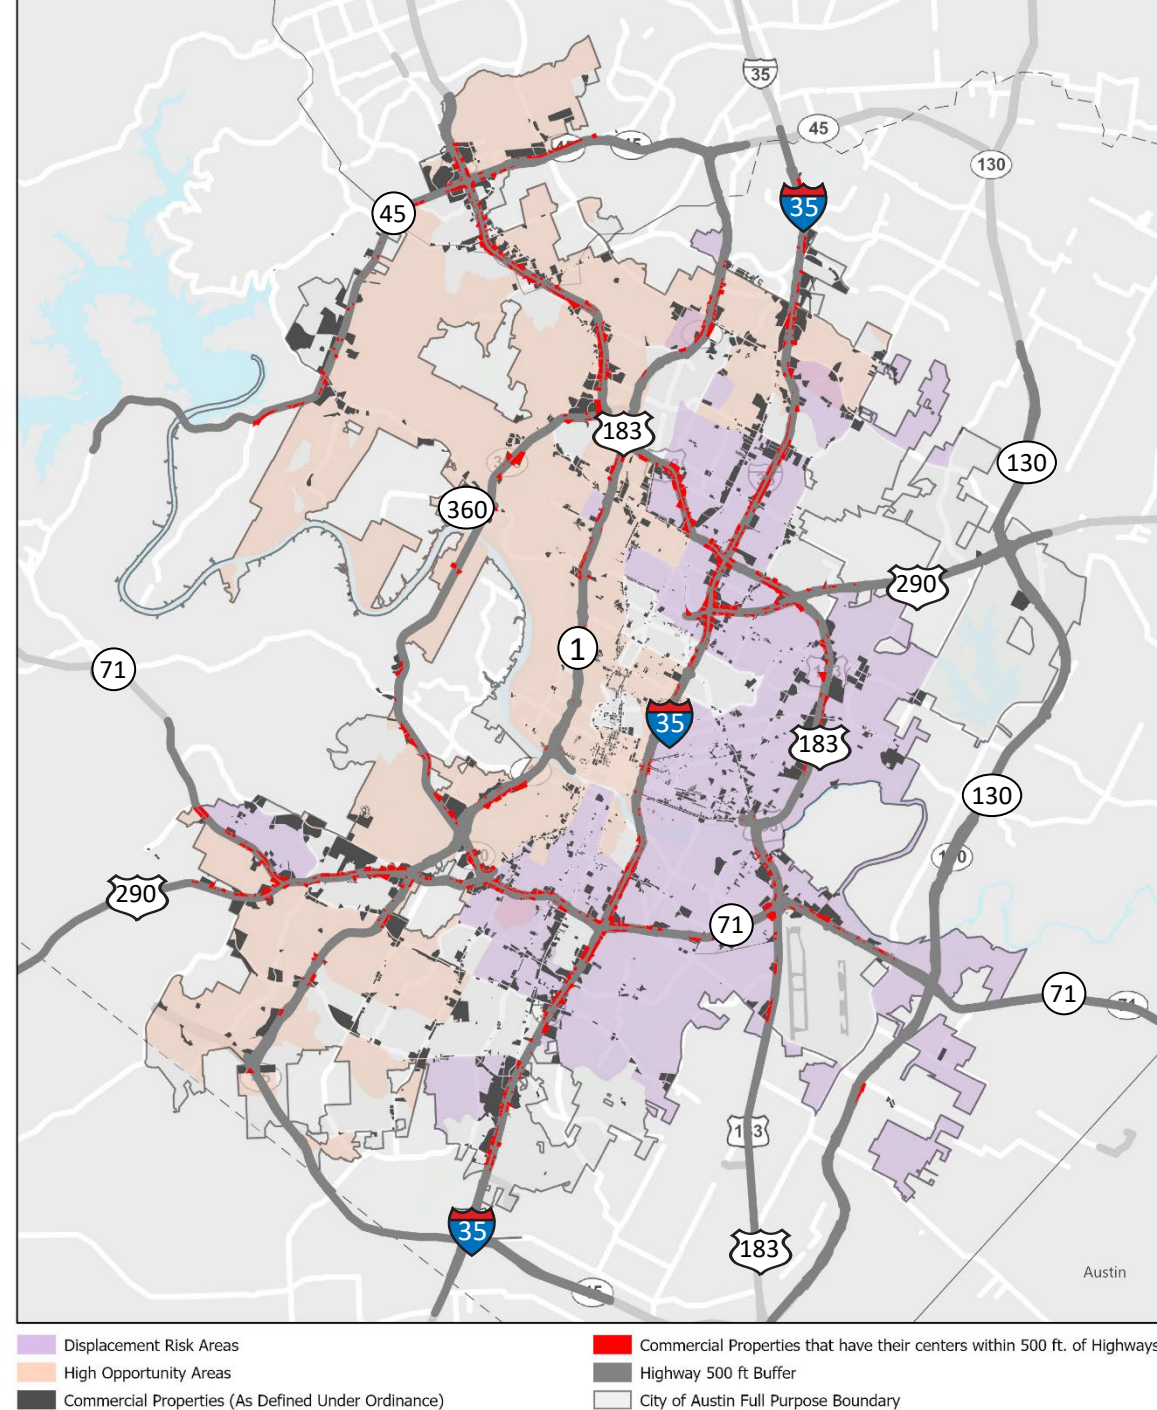 35
45
130
35
45
183
130
360
290
1
71
35
183
130
290
71
71
183
35
183
Austin
Displacement Risk Areas
High Opportunity Areas
Commercial Properties (As Defined Under Ordinance)
Commercial Properties that have their centers within 500 ft. of Highways
Highway 500 ft Buffer
City of Austin Full Purpose Boundary